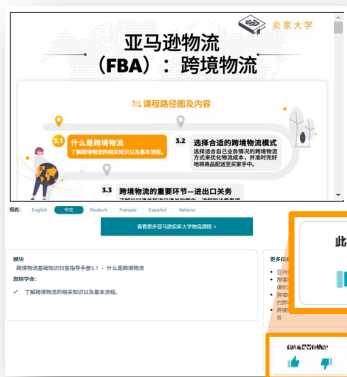 卖家大学
亚马逊物流
（FBA）：跨境物流
课程路径图及内容
3.1 什么是跨境物流
了解跨境物流的相关知识以及基本流程。
3.2 选择合适的跨境物流模式
选择适合自己业务情况的跨境物流
方式来优化物流成本，并准时完好
地将商品配送至买家手中。
3.3 跨境物流的重要环节—进出口关务
English 中文 Deutsch Français Español Italiano
查看更多亚马逊卖家大学物流课程 >
模块
跨境物流基础知识扫盲指导手册3.1 – 什么是跨境物流
您将学会：
✓ 了解跨境物流的相关知识以及基本流程。
更多信
此